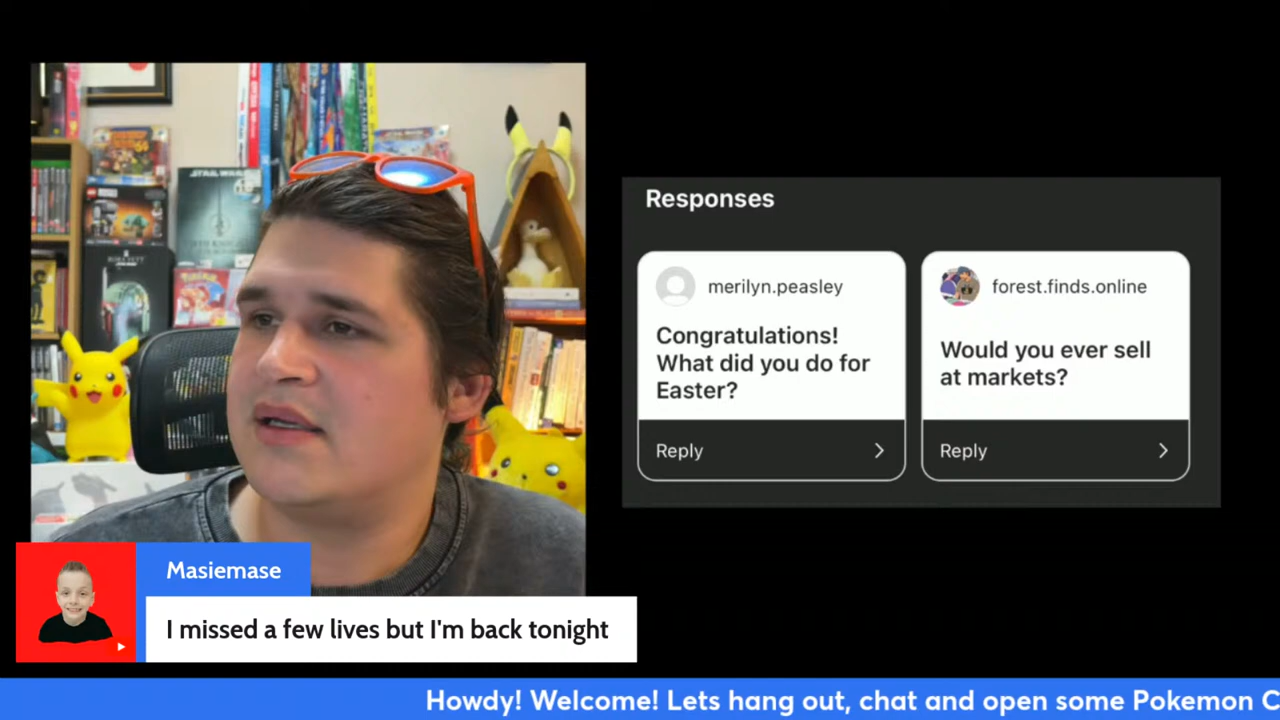 STAR WARS
Responses
merilyn.peasley
Congratulations!
What did you do for
Easter?
Reply
forest.finds.online
Would you ever sell
at markets?
Reply
Masiemase
I missed a few lives but I'm back tonight
Howdy! Welcome! Lets hang out, chat and open some Pokemon C